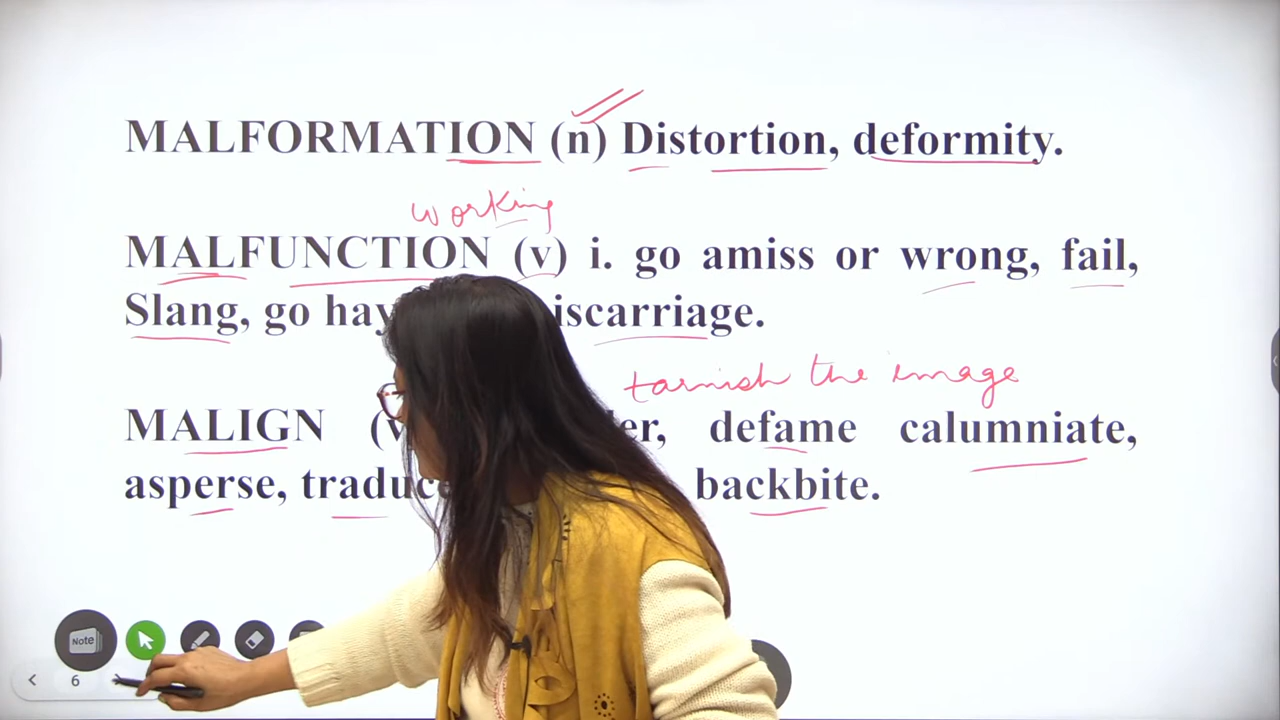 MALFORMATION (n) Distortion, deformity.
working
MALFUNCTION (v) i. go amiss or wrong, fail,
Slang, go hay iscarriage.
tarnish the image
MALIGN (v er, defame calumniate,
asperse, traduce backbite.
Note
6